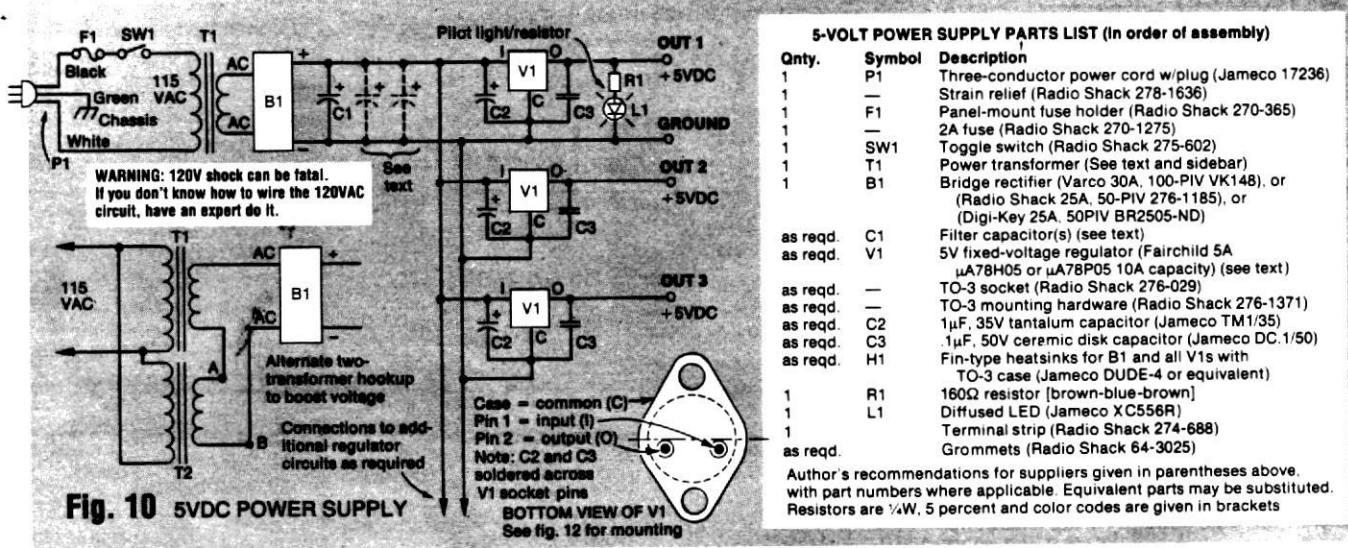 F1
SW1
T1
Black
115
VAC
Green
Chassis
White
P1
AC
AC
B1
+
−
C1
See
text
Pilot light/resistor
I
O
V1
C
+
C2
C3
R1
L1
OUT 1
+5VDC
GROUND
I
O
V1
C
+
C2
C3
OUT 2
+5VDC
I
O
V1
C
+
C2
C3
OUT 3
+5VDC
WARNING: 120V shock can be fatal.
If you don't know how to wire the 120VAC
circuit, have an expert do it.
115
VAC
T1
T2
AC
AC
B1
+
−
A
B
Alternate two-
transformer hookup
to boost voltage
Connections to add-
itional regulator
circuits as required
Case = common (C)
Pin 1 = input (I)
Pin 2 = output (O)
Note: C2 and C3
soldered across
V1 socket pins
BOTTOM VIEW OF V1
See fig. 12 for mounting
Fig. 10 5VDC POWER SUPPLY
5-VOLT POWER SUPPLY PARTS LIST (In order of assembly)
Qnty. Symbol Description
1 P1 Three-conductor power cord w/plug (Jameco 17236)
1 — Strain relief (Radio Shack 278-1636)
1 F1 Panel-mount fuse holder (Radio Shack 270-365)
1 — 2A fuse (Radio Shack 270-1275)
1 SW1 Toggle switch (Radio Shack 275-602)
1 T1 Power transformer (See text and sidebar)
1 B1 Bridge rectifier (Varco 30A, 100-PIV VK148), or
(Radio Shack 25A, 50-PIV 276-1185), or
(Digi-Key 25A, 50PIV BR2505-ND)
as reqd. C1 Filter capacitor(s) (see text)
as reqd. V1 5V fixed-voltage regulator (Fairchild 5A
µA78H05 or µA78P05 10A capacity) (see text)
as reqd. — TO-3 socket (Radio Shack 276-029)
as reqd. — TO-3 mounting hardware (Radio Shack 276-1371)
as reqd. C2 1µF, 35V tantalum capacitor (Jameco TM1/35)
as reqd. C3 .1µF, 50V ceremic disk capacitor (Jameco DC.1/50)
as reqd. H1 Fin-type heatsinks for B1 and all V1s with
TO-3 case (Jameco DUDE-4 or equivalent)
1 R1 160Ω resistor [brown-blue-brown]
1 L1 Diffused LED (Jameco XC556R)
1 Terminal strip (Radio Shack 274-688)
as reqd. Grommets (Radio Shack 64-3025)
Author's recommendations for suppliers given in parentheses above,
with part numbers where applicable. Equivalent parts may be substituted.
Resistors are ¼W, 5 percent and color codes are given in brackets